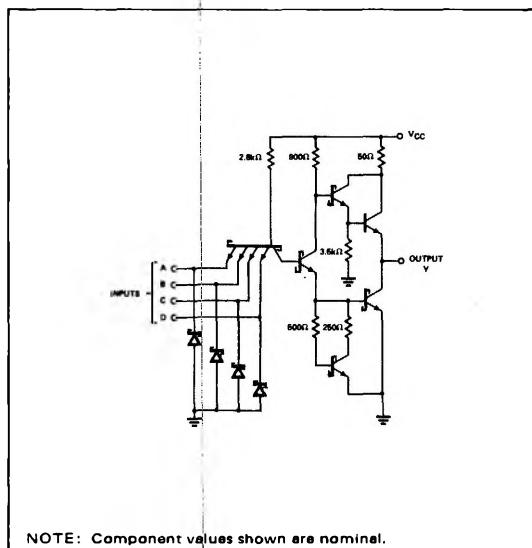 VCC
2.8kΩ
900Ω
50Ω
3.5kΩ
A
B
C
D
INPUTS
OUTPUT
Y
500Ω
250Ω
NOTE: Component values shown are nominal.